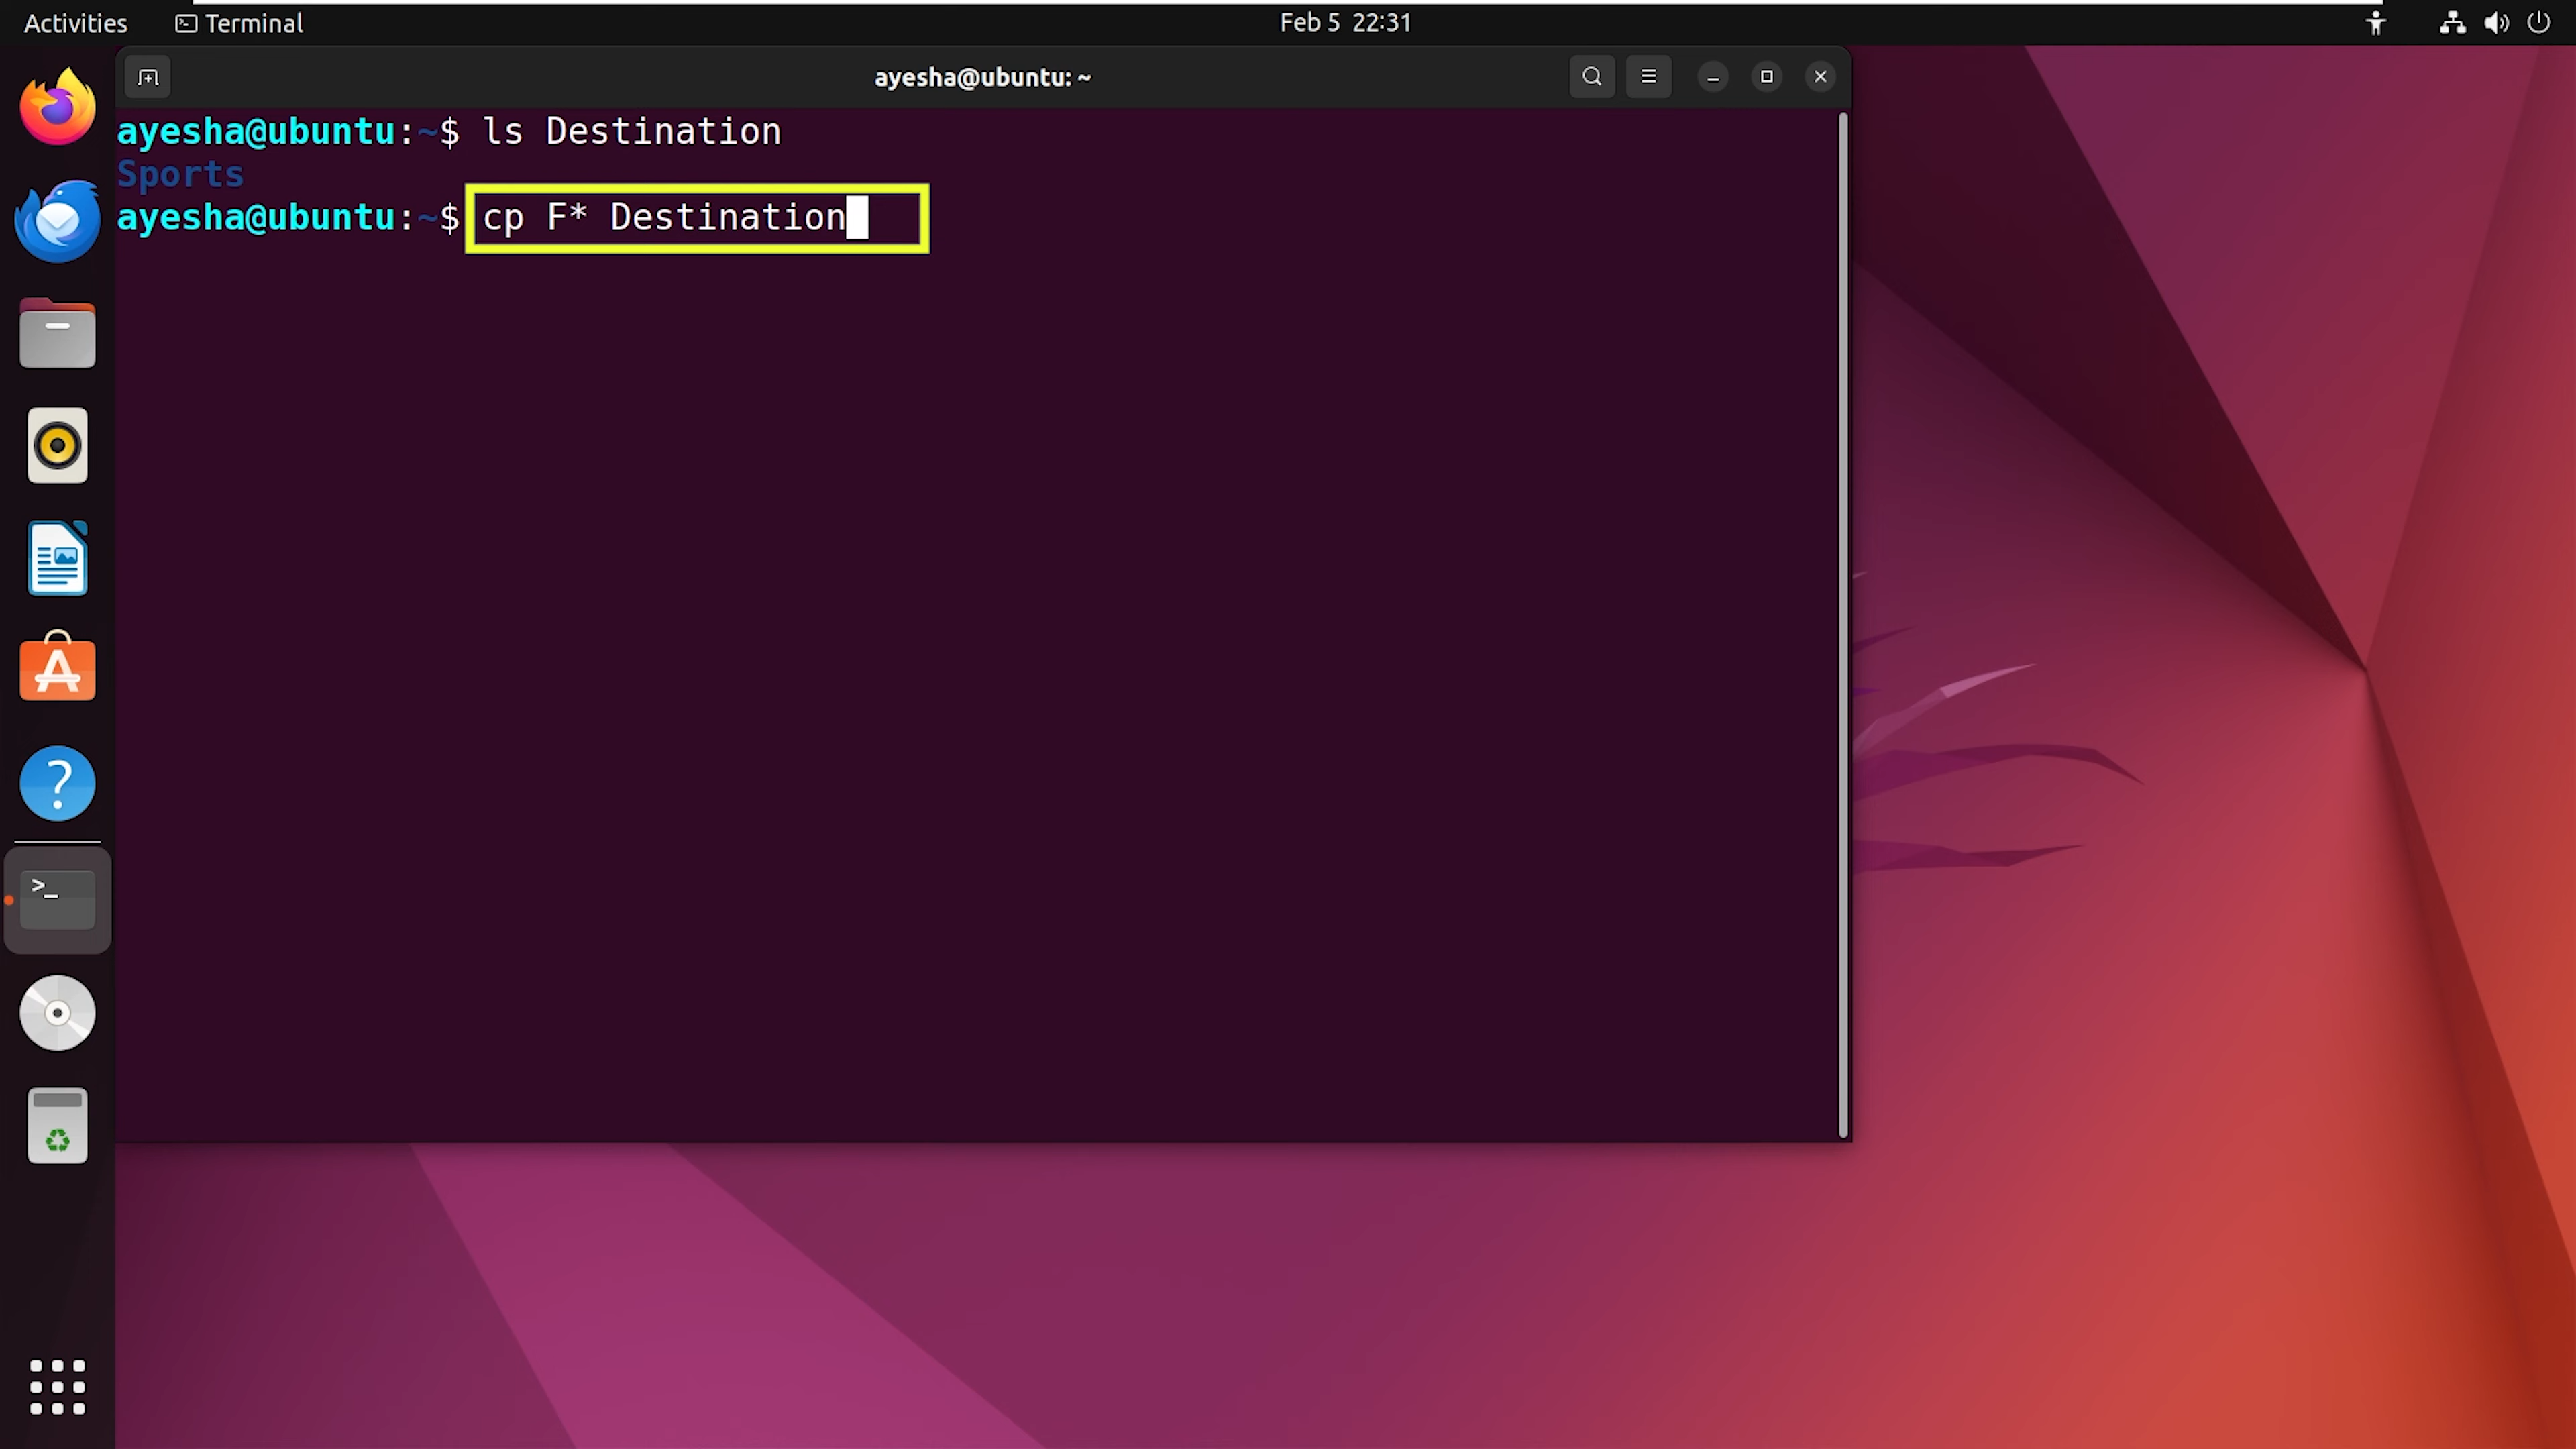 Activities Terminal Feb 5 22:31
ayesha@ubuntu: ~
ayesha@ubuntu:~$ ls Destination
Sports
ayesha@ubuntu:~$ cp F* Destination